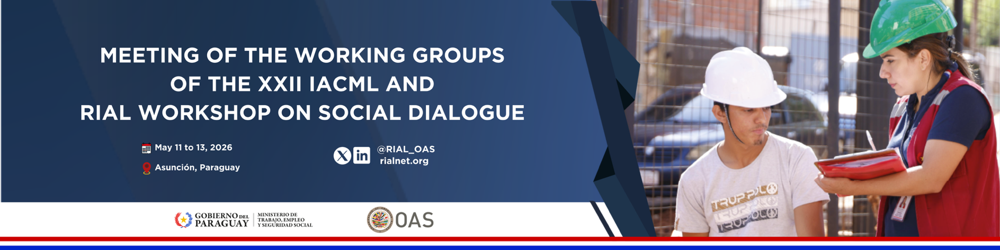 MEETING OF THE WORKING GROUPS
OF THE XXII IACML AND
RIAL WORKSHOP ON SOCIAL DIALOGUE
May 11 to 13, 2026
Asunción, Paraguay
@RIAL_OAS
rialnet.org
GOBIERNO DEL
PARAGUAY
MINISTERIO DE
TRABAJO, EMPLEO
Y SEGURIDAD SOCIAL
OAS
TRUPPLO
TRUPOLO
TRUPOLO